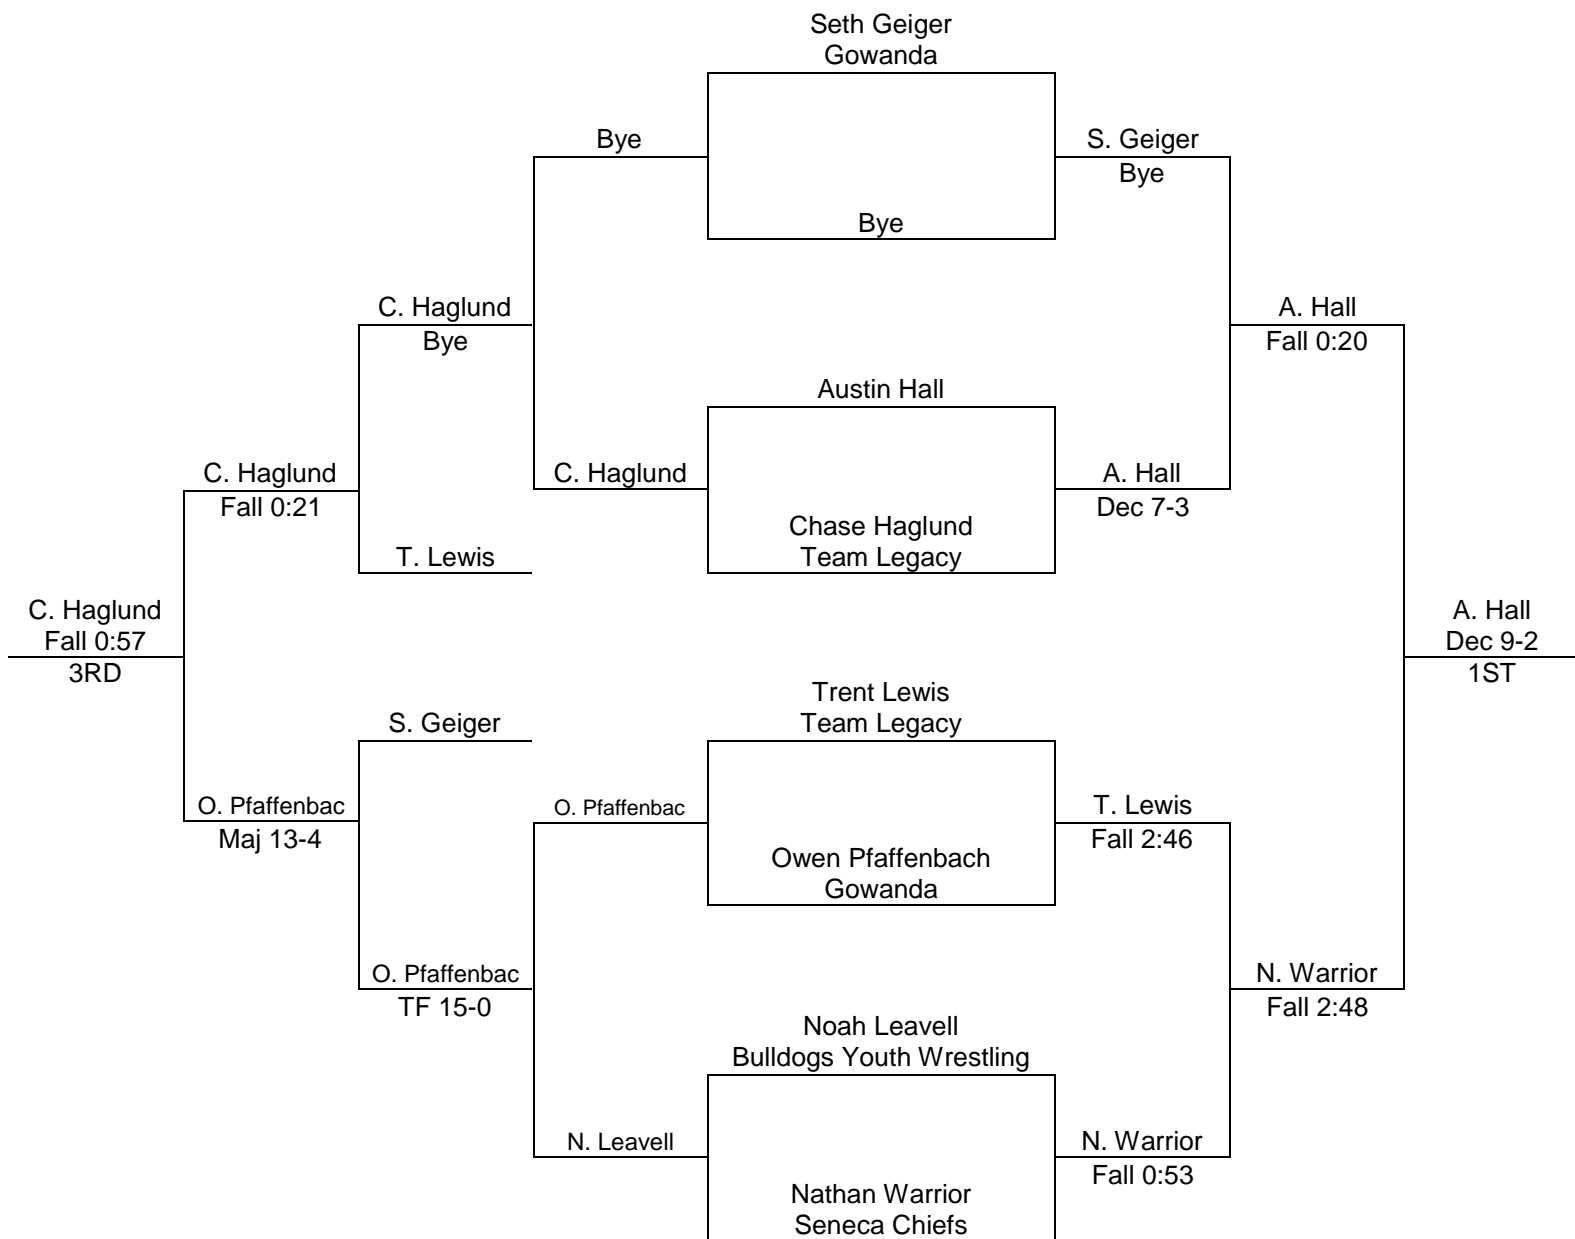 Seth Geiger
Gowanda
Bye
S. Geiger
Bye
Bye
C. Haglund
Bye
A. Hall
Fall 0:20
Austin Hall
C. Haglund
Fall 0:21
C. Haglund
A. Hall
Dec 7-3
Chase Haglund
Team Legacy
T. Lewis
C. Haglund
Fall 0:57
3RD
A. Hall
Dec 9-2
1ST
Trent Lewis
Team Legacy
S. Geiger
O. Pfaffenbac
Maj 13-4
O. Pfaffenbac
T. Lewis
Fall 2:46
Owen Pfaffenbach
Gowanda
O. Pfaffenbac
TF 15-0
N. Warrior
Fall 2:48
Noah Leavell
Bulldogs Youth Wrestling
N. Leavell
N. Warrior
Fall 0:53
Nathan Warrior
Seneca Chiefs